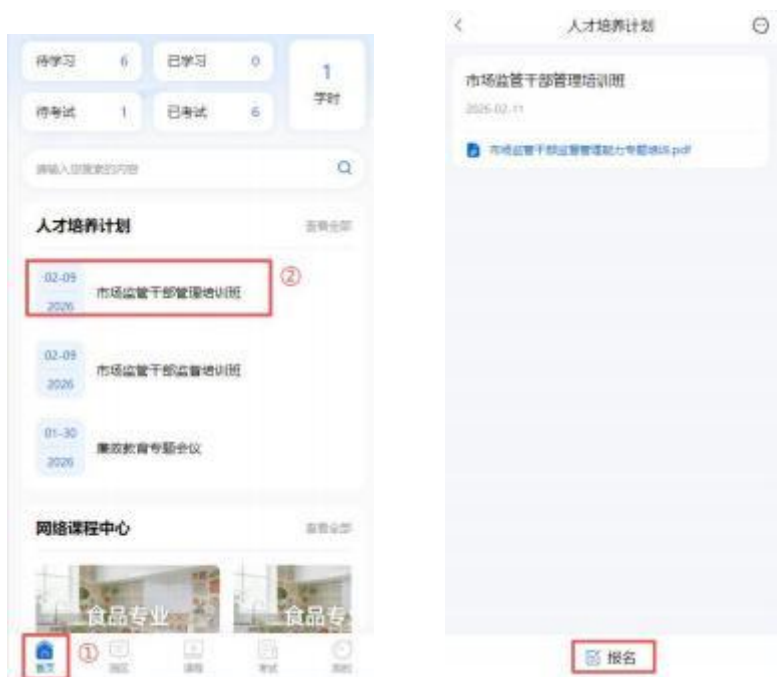 待学习 6 已学习 0
1
学时
待考试 1 已考试 6
请输入您搜索的内容
人才培养计划 查看全部
02-09
2026
市场监管干部管理培训班
②
02-09
2026
市场监管干部监督培训班
01-30
2026
廉政教育专题会议
网络课程中心 查看全部
食品专业 食品专
首页 ① 课程 考试 我的
人才培养计划
市场监管干部管理培训班
2026-02-11
市场监管干部监督管理能力专题培训.pdf
报名